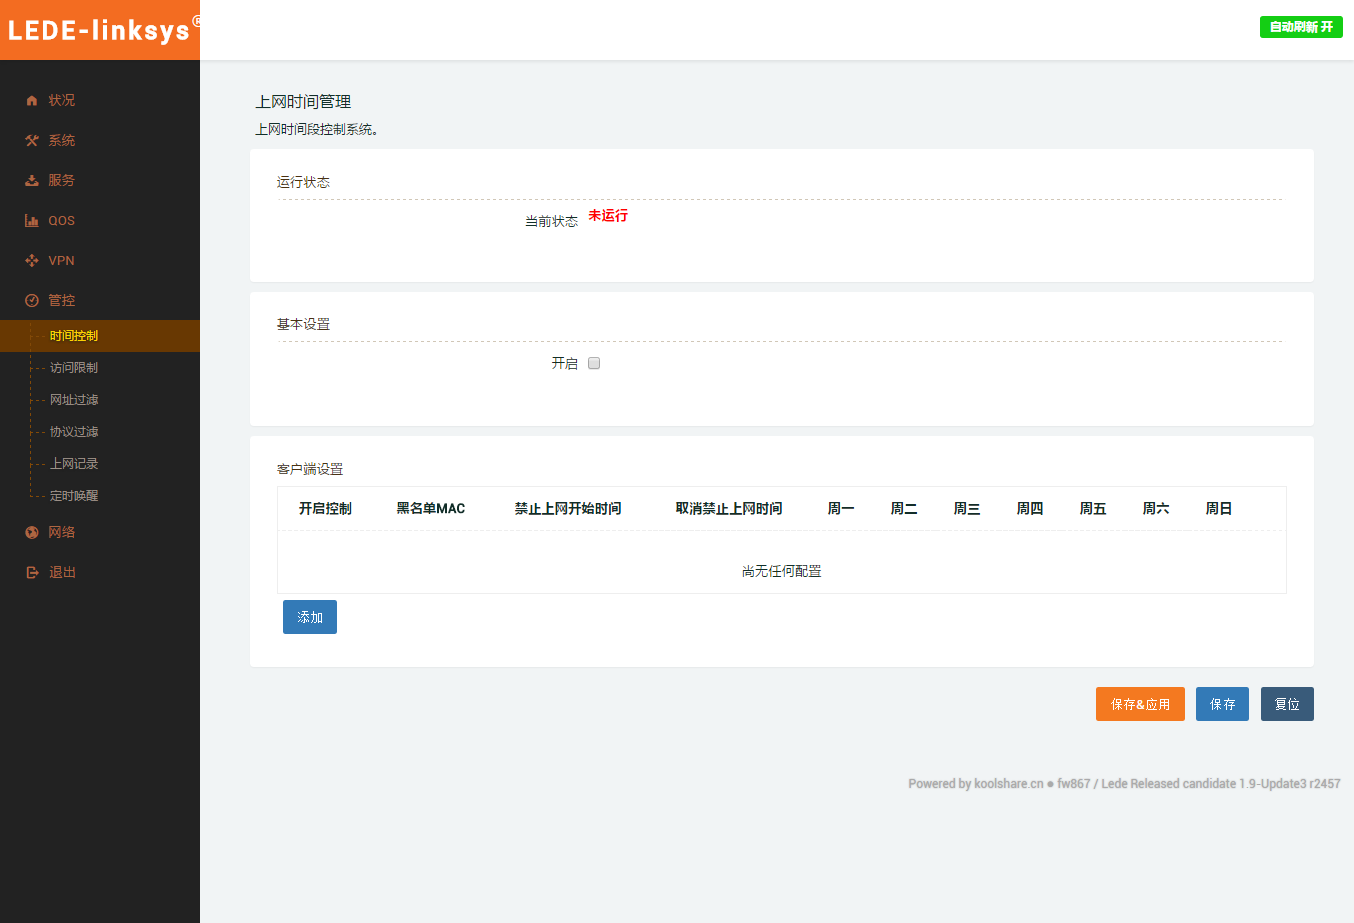 LEDE-linksys®
自动刷新 开
状况
系统
服务
QOS
VPN
管控
时间控制
访问限制
网址过滤
协议过滤
上网记录
定时唤醒
网络
退出
上网时间管理
上网时间段控制系统。
运行状态
当前状态 未运行
基本设置
开启
客户端设置
开启控制 黑名单MAC 禁止上网开始时间 取消禁止上网时间 周一 周二 周三 周四 周五 周六 周日
尚无任何配置
添加
保存&应用 保存 复位
Powered by koolshare.cn ● fw867 / Lede Released candidate 1.9-Update3 r2457